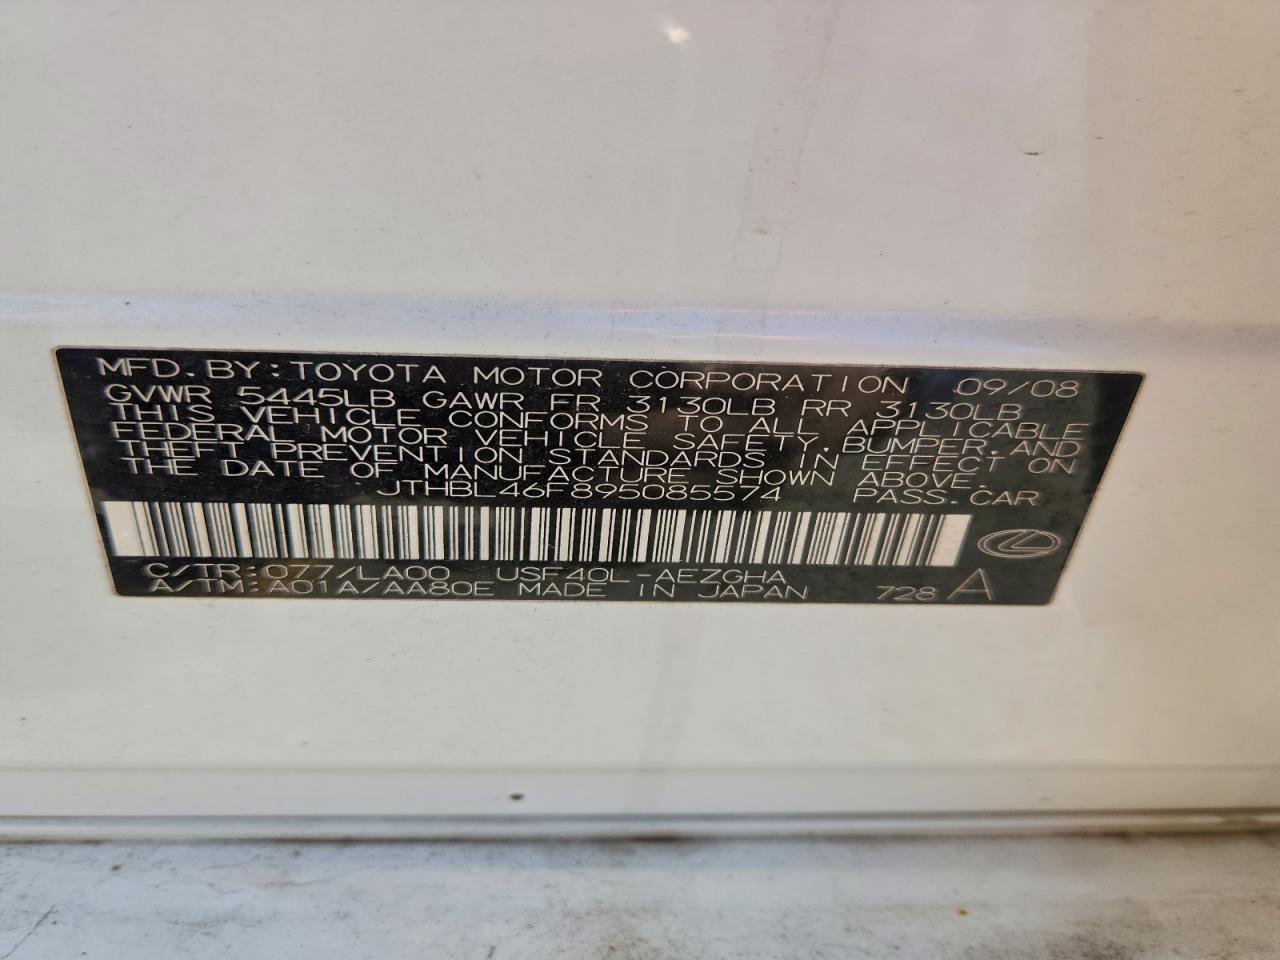 MFD. BY: TOYOTA MOTOR CORPORATION 09/08
GVWR 5445LB GAWR FR 3130LB RR 3130LB
THIS VEHICLE CONFORMS TO ALL APPLICABLE
FEDERAL MOTOR VEHICLE SAFETY, BUMPER, AND
THEFT PREVENTION STANDARDS IN EFFECT ON
THE DATE OF MANUFACTURE SHOWN ABOVE.
JTHBL46F895085574 PASS. CAR
C/TR: 077/LA00 USF40L-AEZGHA
A/TM: A01A/AA80E MADE IN JAPAN 728 A